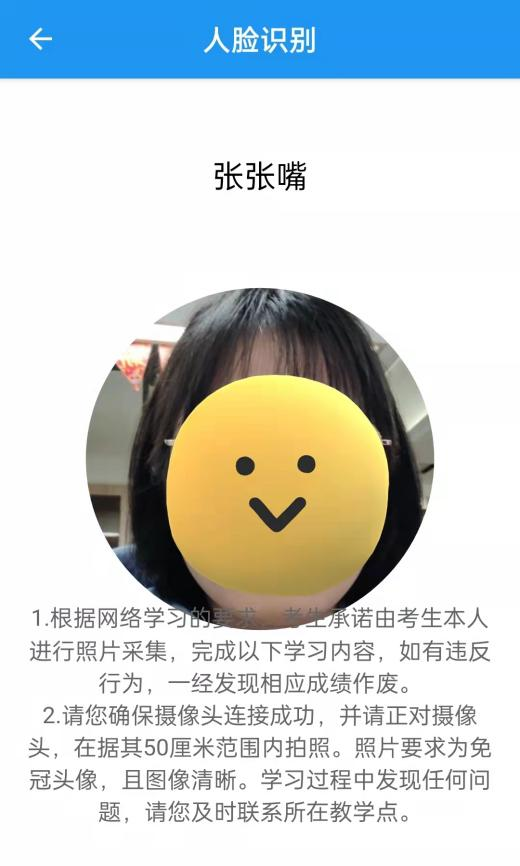 人脸识别
张张嘴
1.根据网络学习的要求，考生承诺由考生本人
进行照片采集，完成以下学习内容，如有违反
行为，一经发现相应成绩作废。
2.请您确保摄像头连接成功，并请正对摄像
头，在据其50厘米范围内拍照。照片要求为免
冠头像，且图像清晰。学习过程中发现任何问
题，请您及时联系所在教学点。